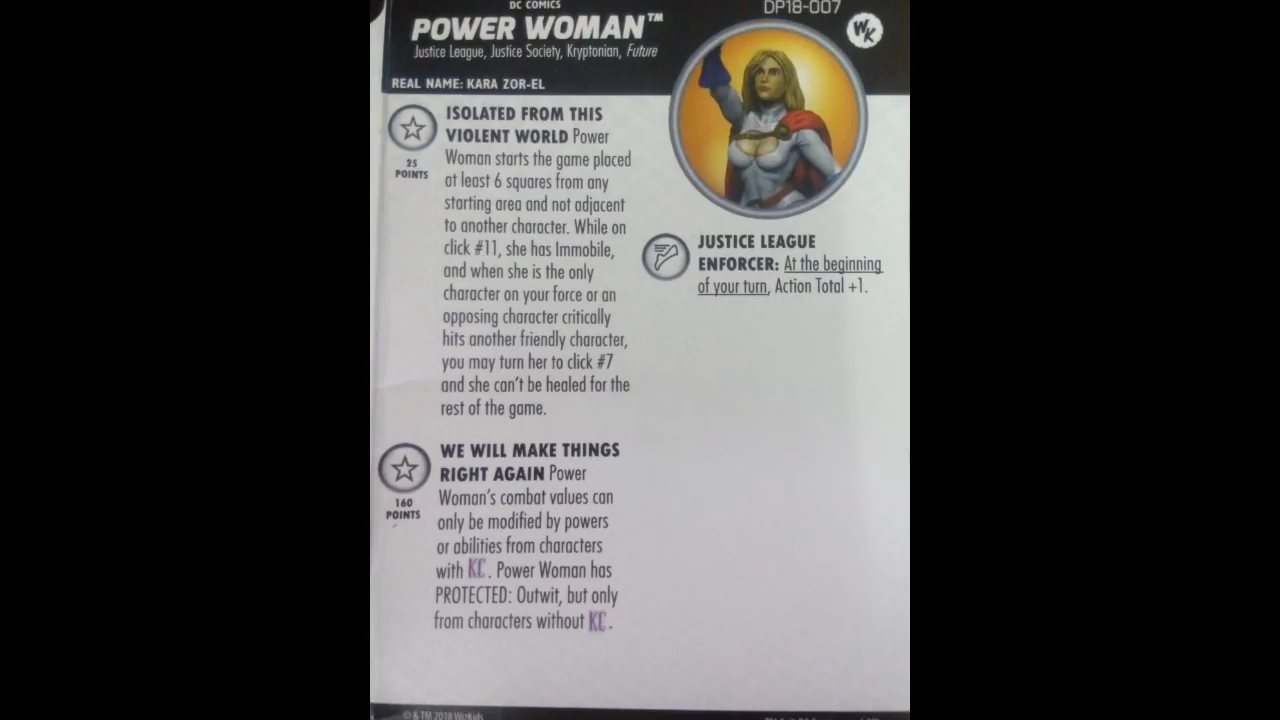 DC COMICS
POWER WOMAN™
Justice League, Justice Society, Kryptonian, Future
REAL NAME: KARA ZOR-EL
DP18-007
WK
ISOLATED FROM THIS
VIOLENT WORLD Power
Woman starts the game placed
at least 6 squares from any
starting area and not adjacent
to another character. While on
click #11, she has Immobile,
and when she is the only
character on your force or an
opposing character critically
hits another friendly character,
you may turn her to click #7
and she can't be healed for the
rest of the game.
25
POINTS
WE WILL MAKE THINGS
RIGHT AGAIN Power
Woman's combat values can
only be modified by powers
or abilities from characters
with KC. Power Woman has
PROTECTED: Outwit, but only
from characters without KC.
160
POINTS
JUSTICE LEAGUE
ENFORCER: At the beginning
of your turn, Action Total +1.
© & TM 2018 WizKids